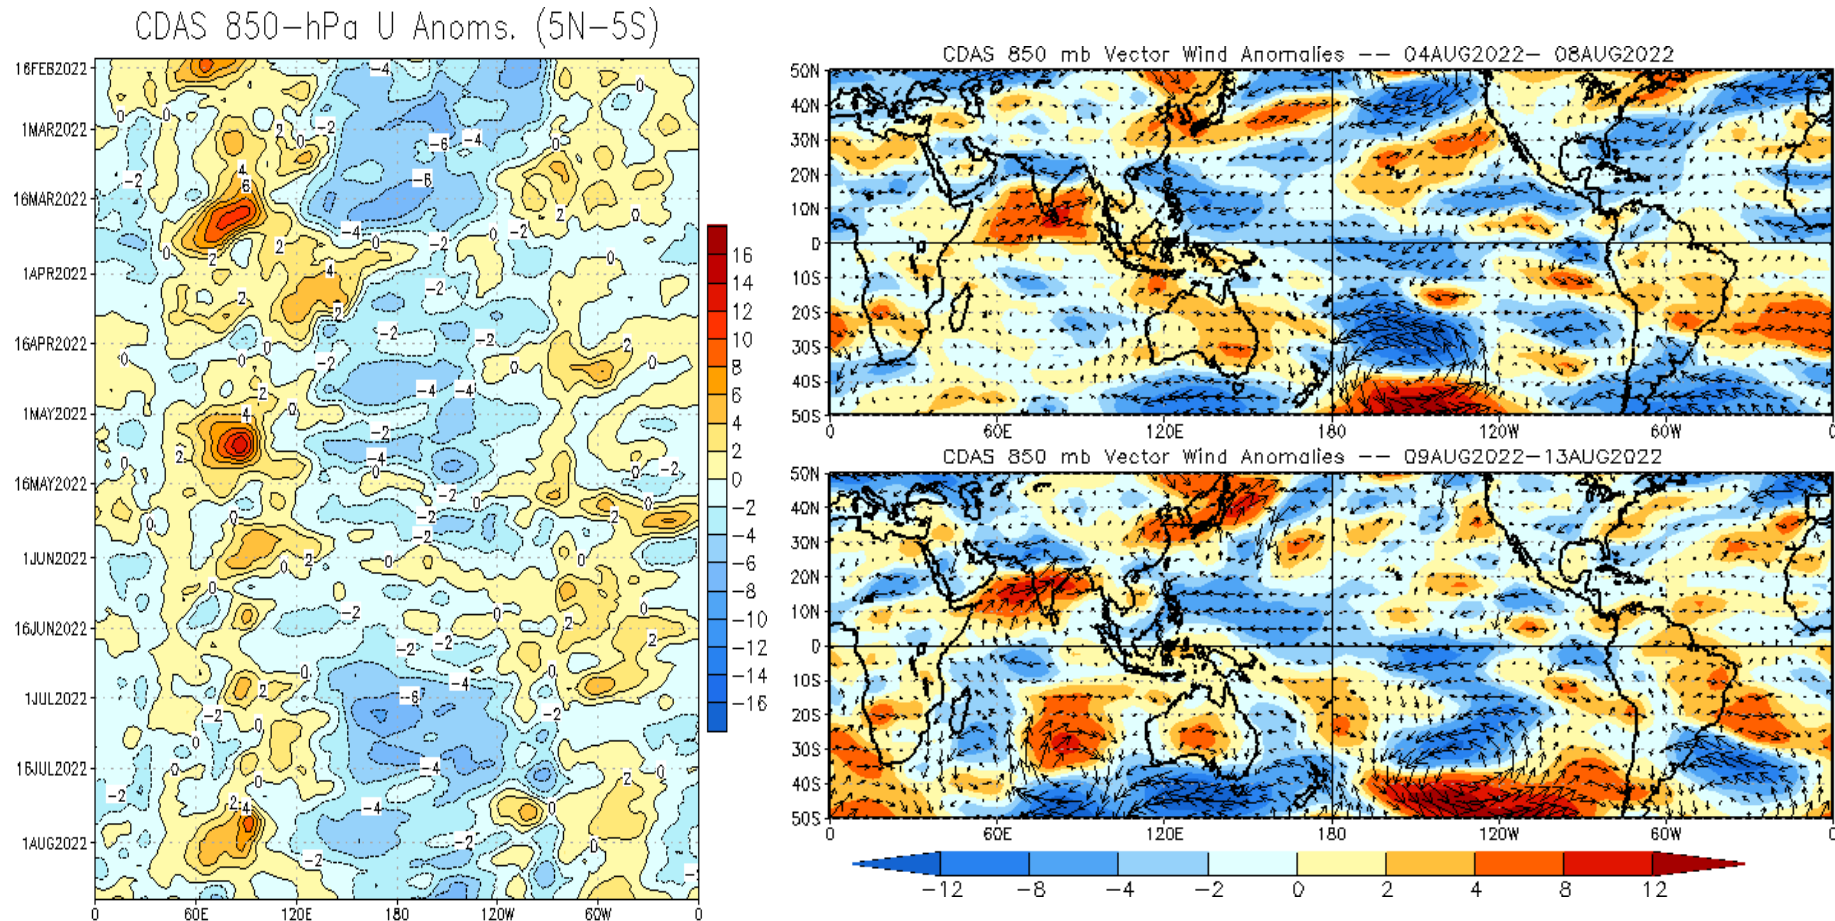 CDAS 850-hPa U Anoms. (5N-5S)
16FEB2022
1MAR2022
16MAR2022
1APR2022
16APR2022
1MAY2022
16MAY2022
1JUN2022
16JUN2022
1JUL2022
16JUL2022
1AUG2022
0 60E 120E 180 120W 60W 0
16
14
12
10
8
6
4
2
0
-2
-4
-6
-8
-10
-12
-14
-16
CDAS 850 mb Vector Wind Anomalies -- 04AUG2022- 08AUG2022
50N
40N
30N
20N
10N
0
10S
20S
30S
40S
50S
0 60E 120E 180 120W 60W 0
CDAS 850 mb Vector Wind Anomalies -- 09AUG2022-13AUG2022
50N
40N
30N
20N
10N
0
10S
20S
30S
40S
50S
0 60E 120E 180 120W 60W 0
-12 -8 -4 -2 0 2 4 8 12